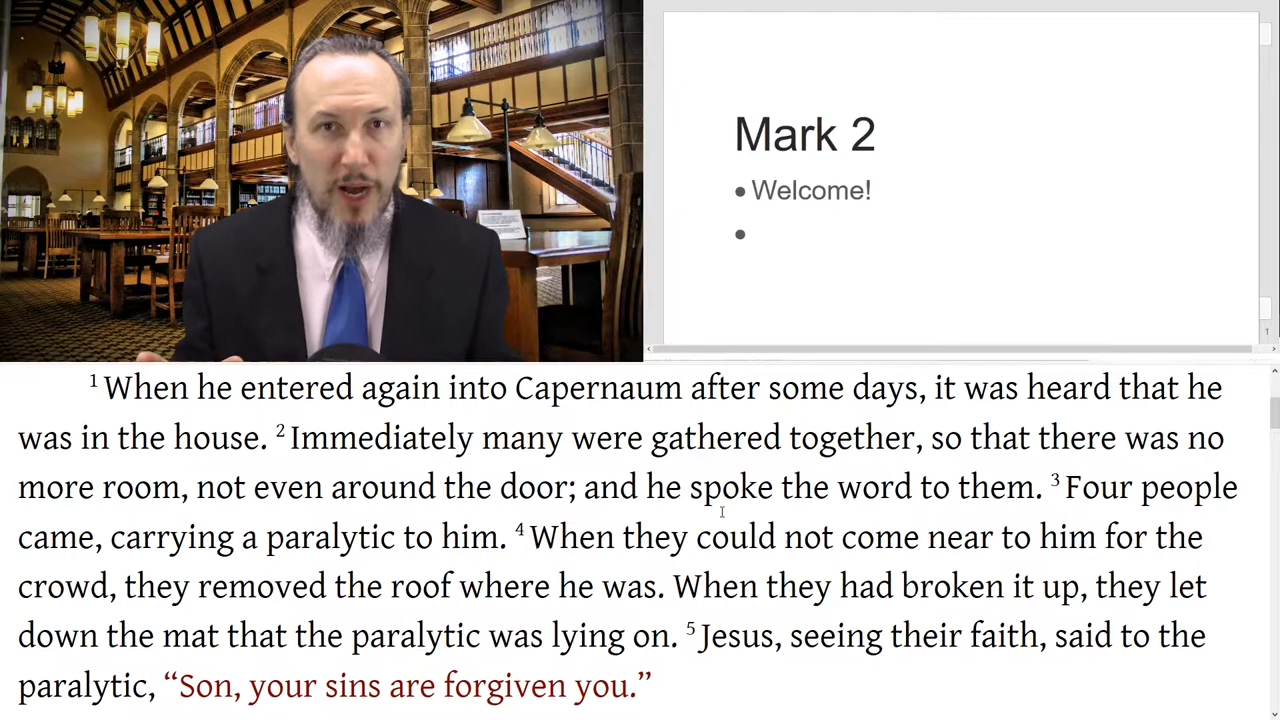 Mark 2
• Welcome!
•
1
1 When he entered again into Capernaum after some days, it was heard that he
was in the house. 2 Immediately many were gathered together, so that there was no
more room, not even around the door; and he spoke the word to them. 3 Four people
came, carrying a paralytic to him. 4 When they could not come near to him for the
crowd, they removed the roof where he was. When they had broken it up, they let
down the mat that the paralytic was lying on. 5 Jesus, seeing their faith, said to the
paralytic, “Son, your sins are forgiven you.”